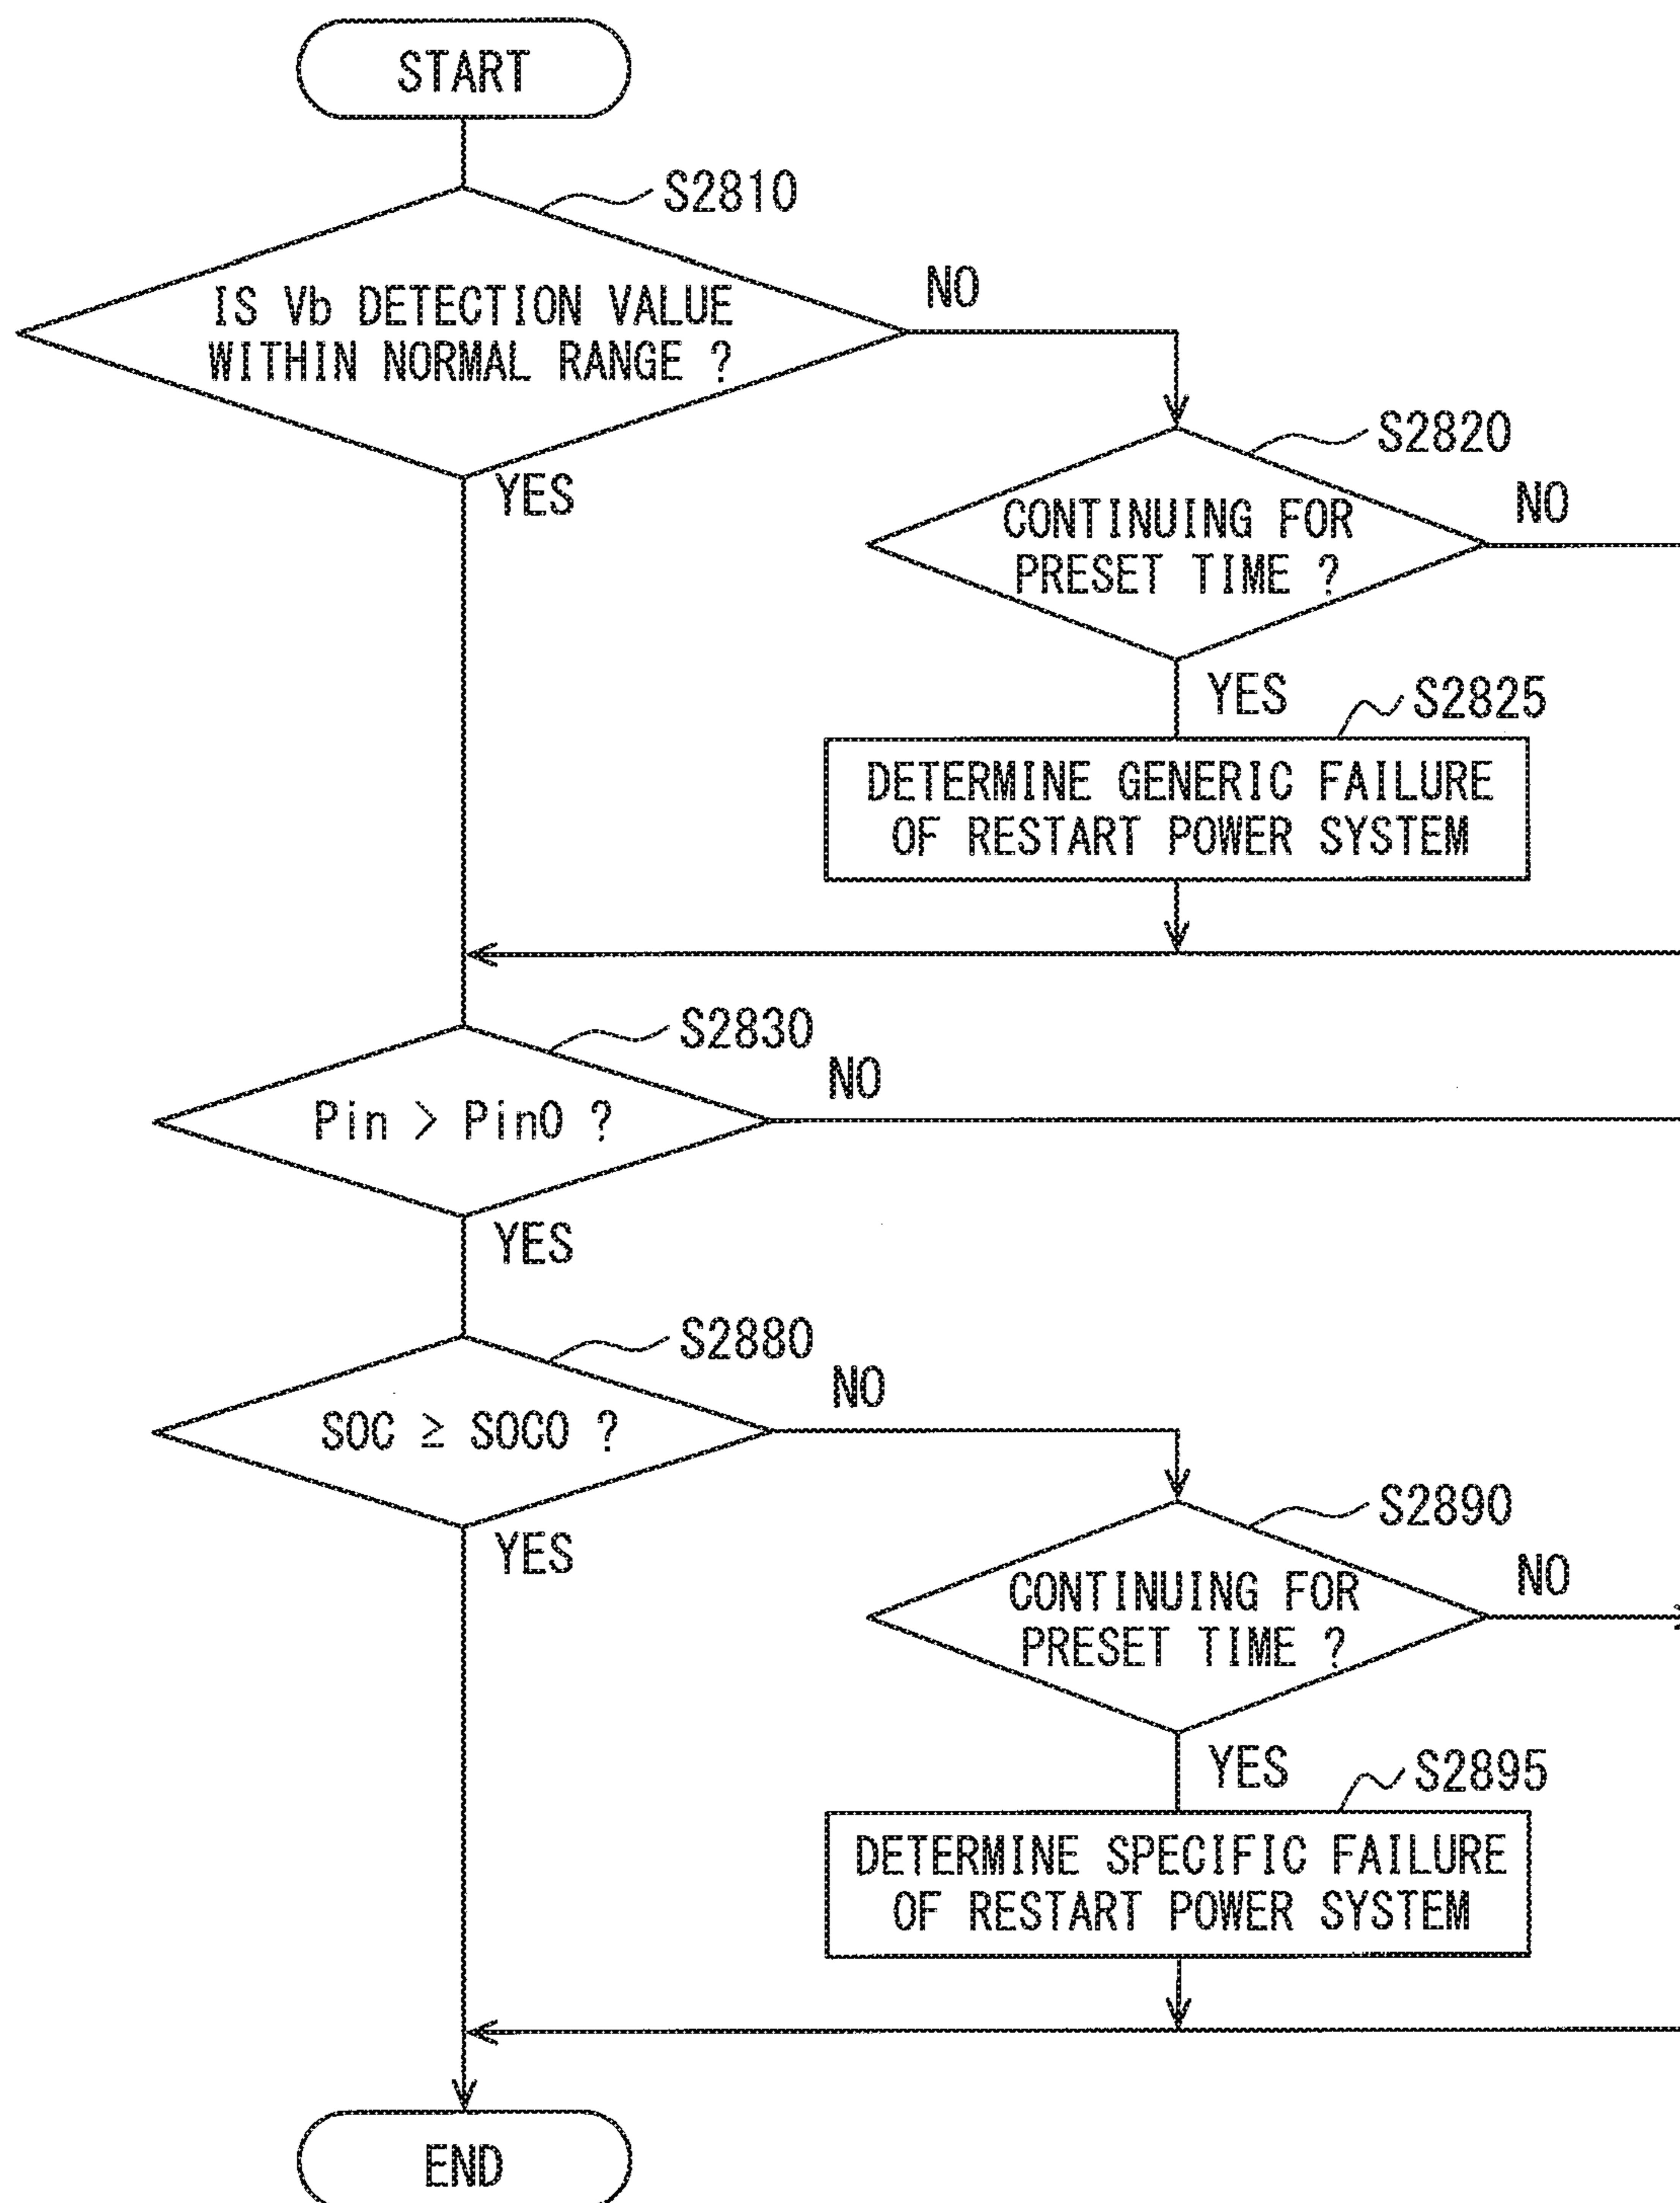 START
S2810
IS Vb DETECTION VALUE
WITHIN NORMAL RANGE ?
NO
YES
S2820
CONTINUING FOR
PRESET TIME ?
NO
YES
S2825
DETERMINE GENERIC FAILURE
OF RESTART POWER SYSTEM
S2830
Pin > Pin0 ?
NO
YES
S2880
SOC ≥ SOC0 ?
NO
YES
S2890
CONTINUING FOR
PRESET TIME ?
NO
YES
S2895
DETERMINE SPECIFIC FAILURE
OF RESTART POWER SYSTEM
END